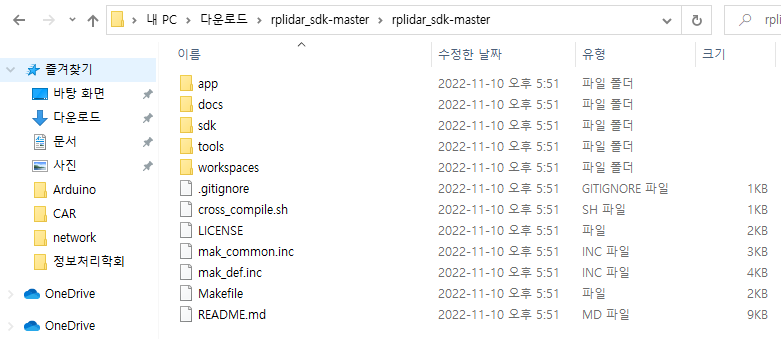 내 PC > 다운로드 > rplidar_sdk-master > rplidar_sdk-master
rpli
이름 수정한 날짜 유형 크기
즐겨찾기
바탕 화면
다운로드
문서
사진
Arduino
CAR
network
정보처리학회
OneDrive
OneDrive
app 2022-11-10 오후 5:51 파일 폴더
docs 2022-11-10 오후 5:51 파일 폴더
sdk 2022-11-10 오후 5:51 파일 폴더
tools 2022-11-10 오후 5:51 파일 폴더
workspaces 2022-11-10 오후 5:51 파일 폴더
.gitignore 2022-11-10 오후 5:51 GITIGNORE 파일 1KB
cross_compile.sh 2022-11-10 오후 5:51 SH 파일 1KB
LICENSE 2022-11-10 오후 5:51 파일 2KB
mak_common.inc 2022-11-10 오후 5:51 INC 파일 3KB
mak_def.inc 2022-11-10 오후 5:51 INC 파일 4KB
Makefile 2022-11-10 오후 5:51 파일 2KB
README.md 2022-11-10 오후 5:51 MD 파일 9KB